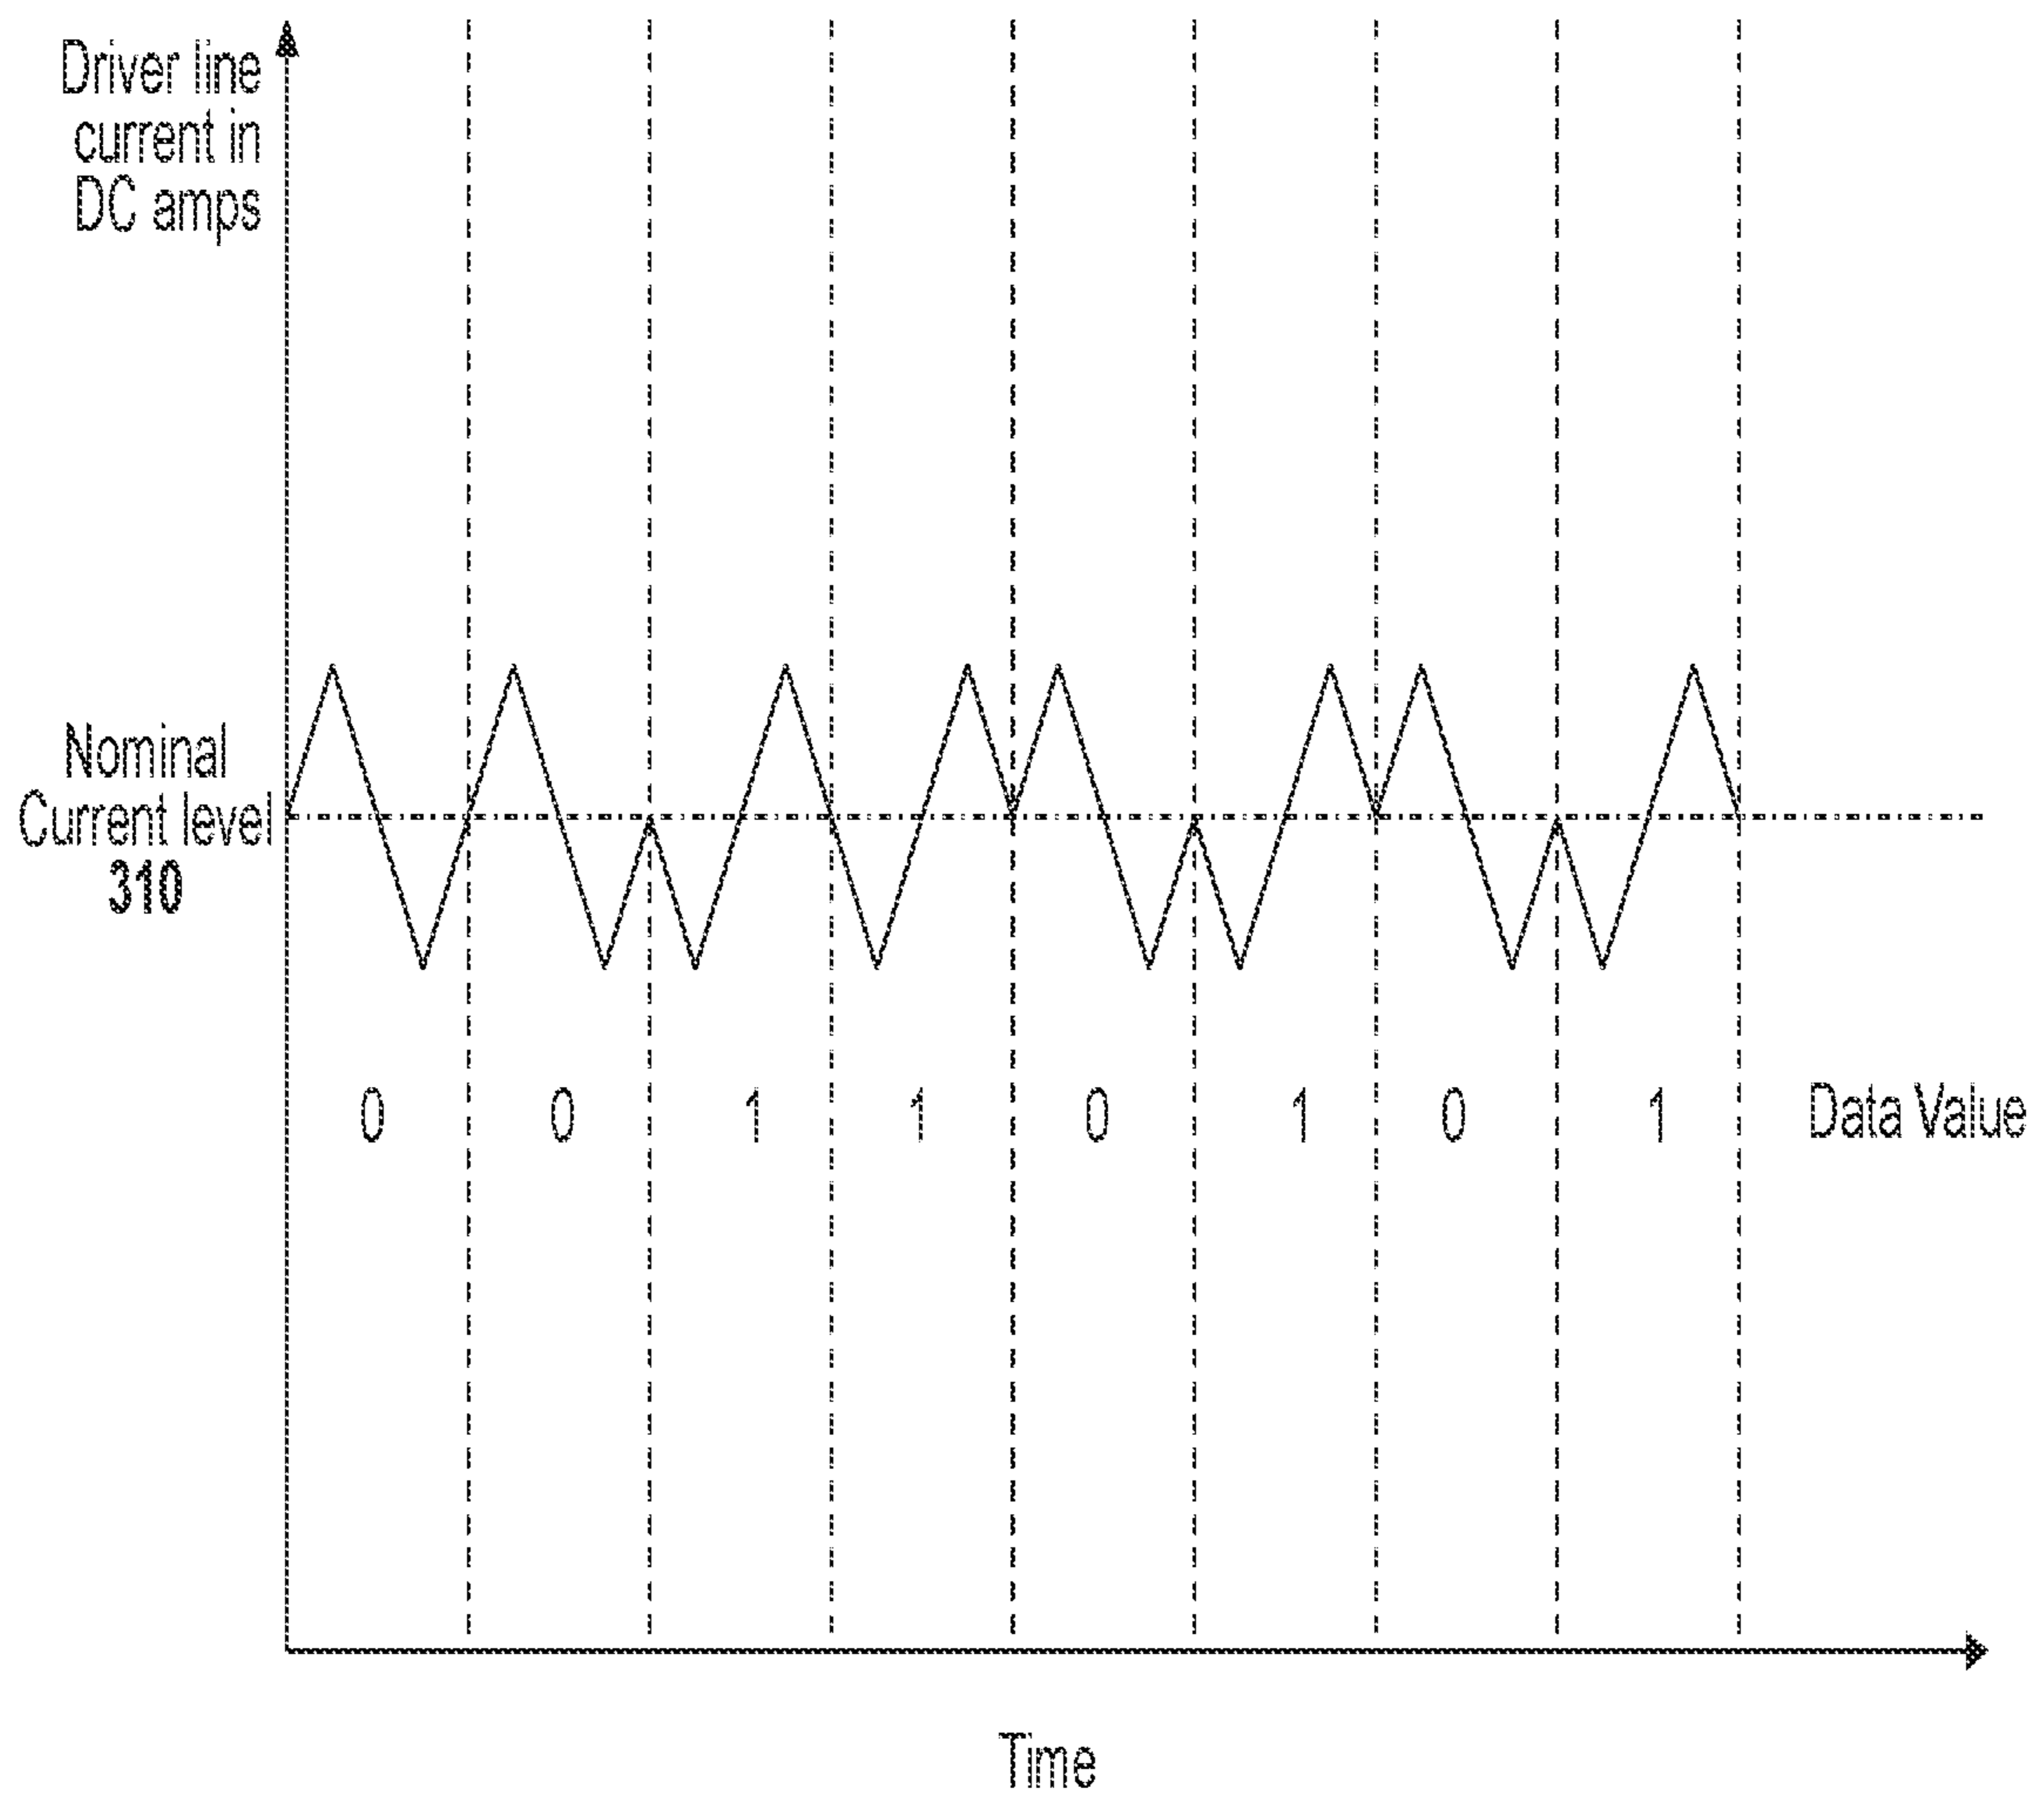 Driver line
current in
DC amps
Nominal
Current level
310
0 0 1 1 0 1 0 1 Data Value
Time